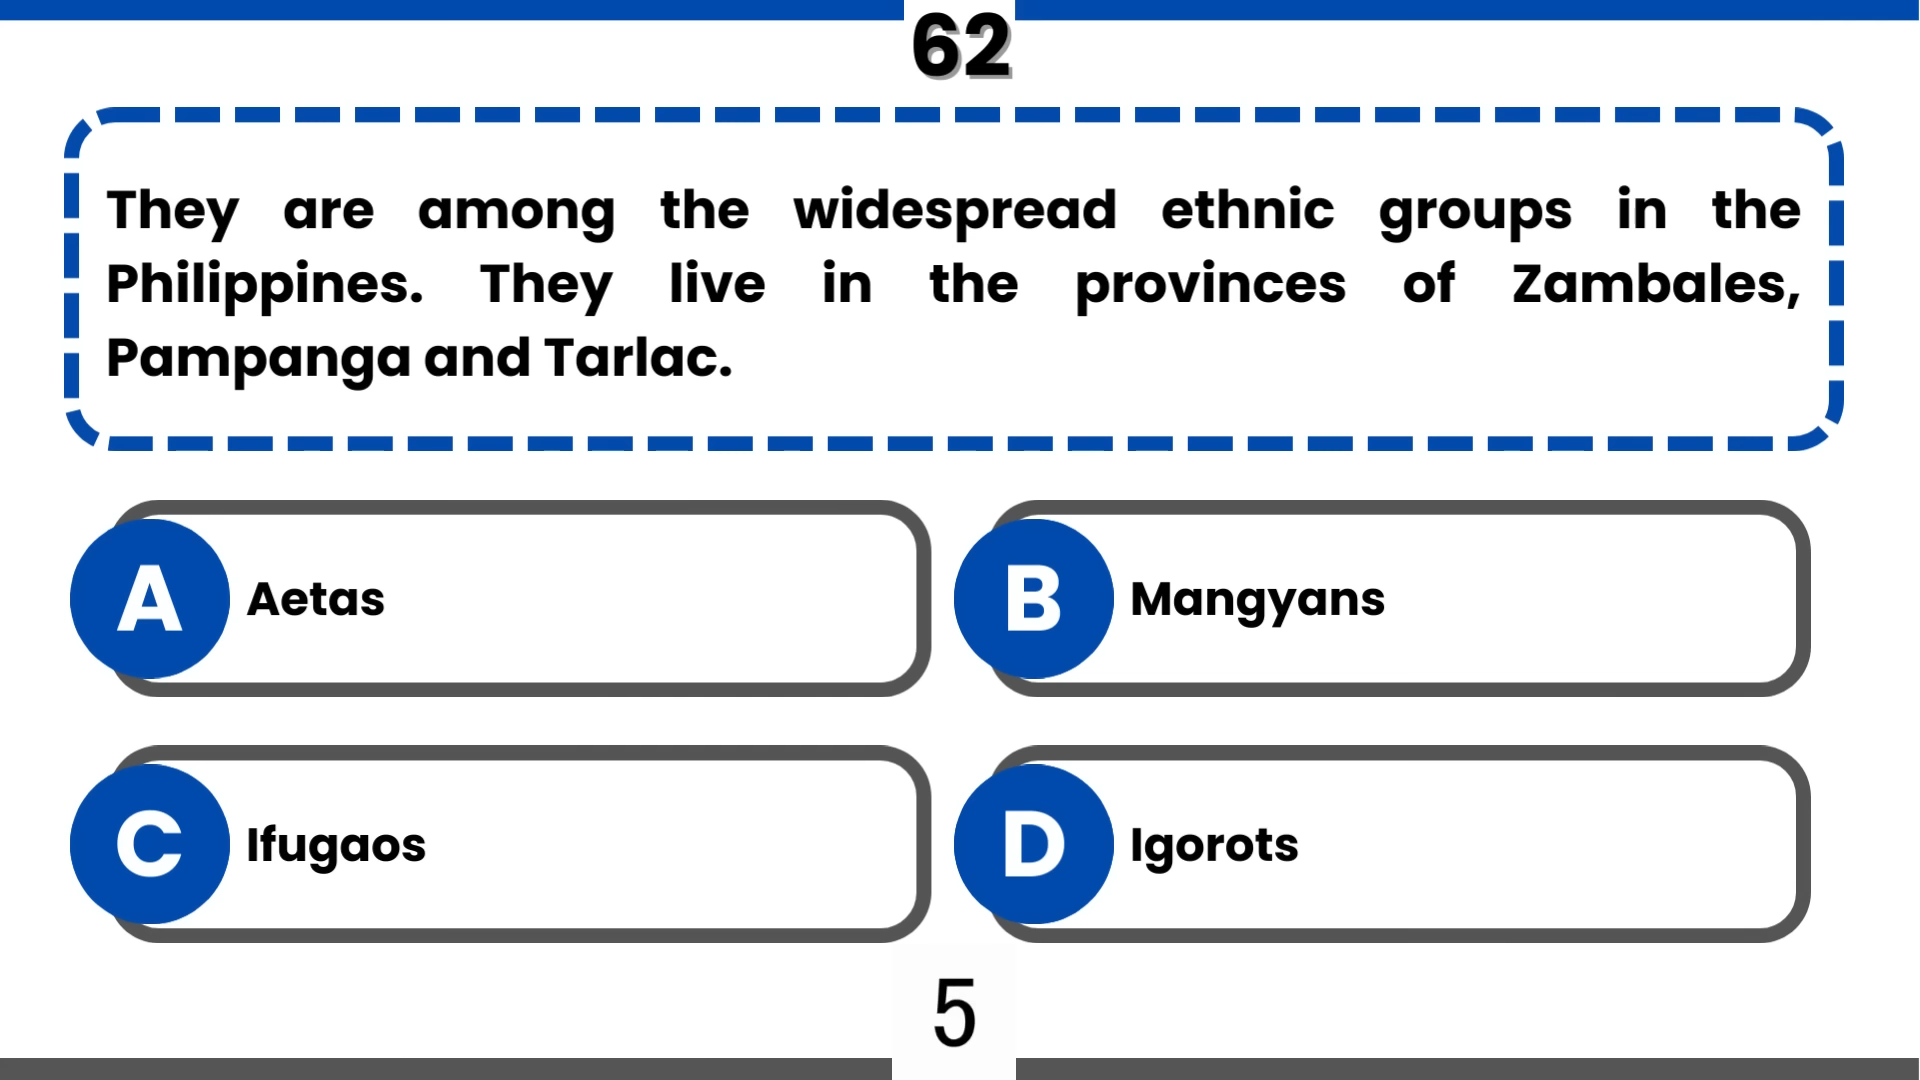 62
They are among the widespread ethnic groups in the
Philippines. They live in the provinces of Zambales,
Pampanga and Tarlac.
A Aetas
B Mangyans
C Ifugaos
D Igorots
5